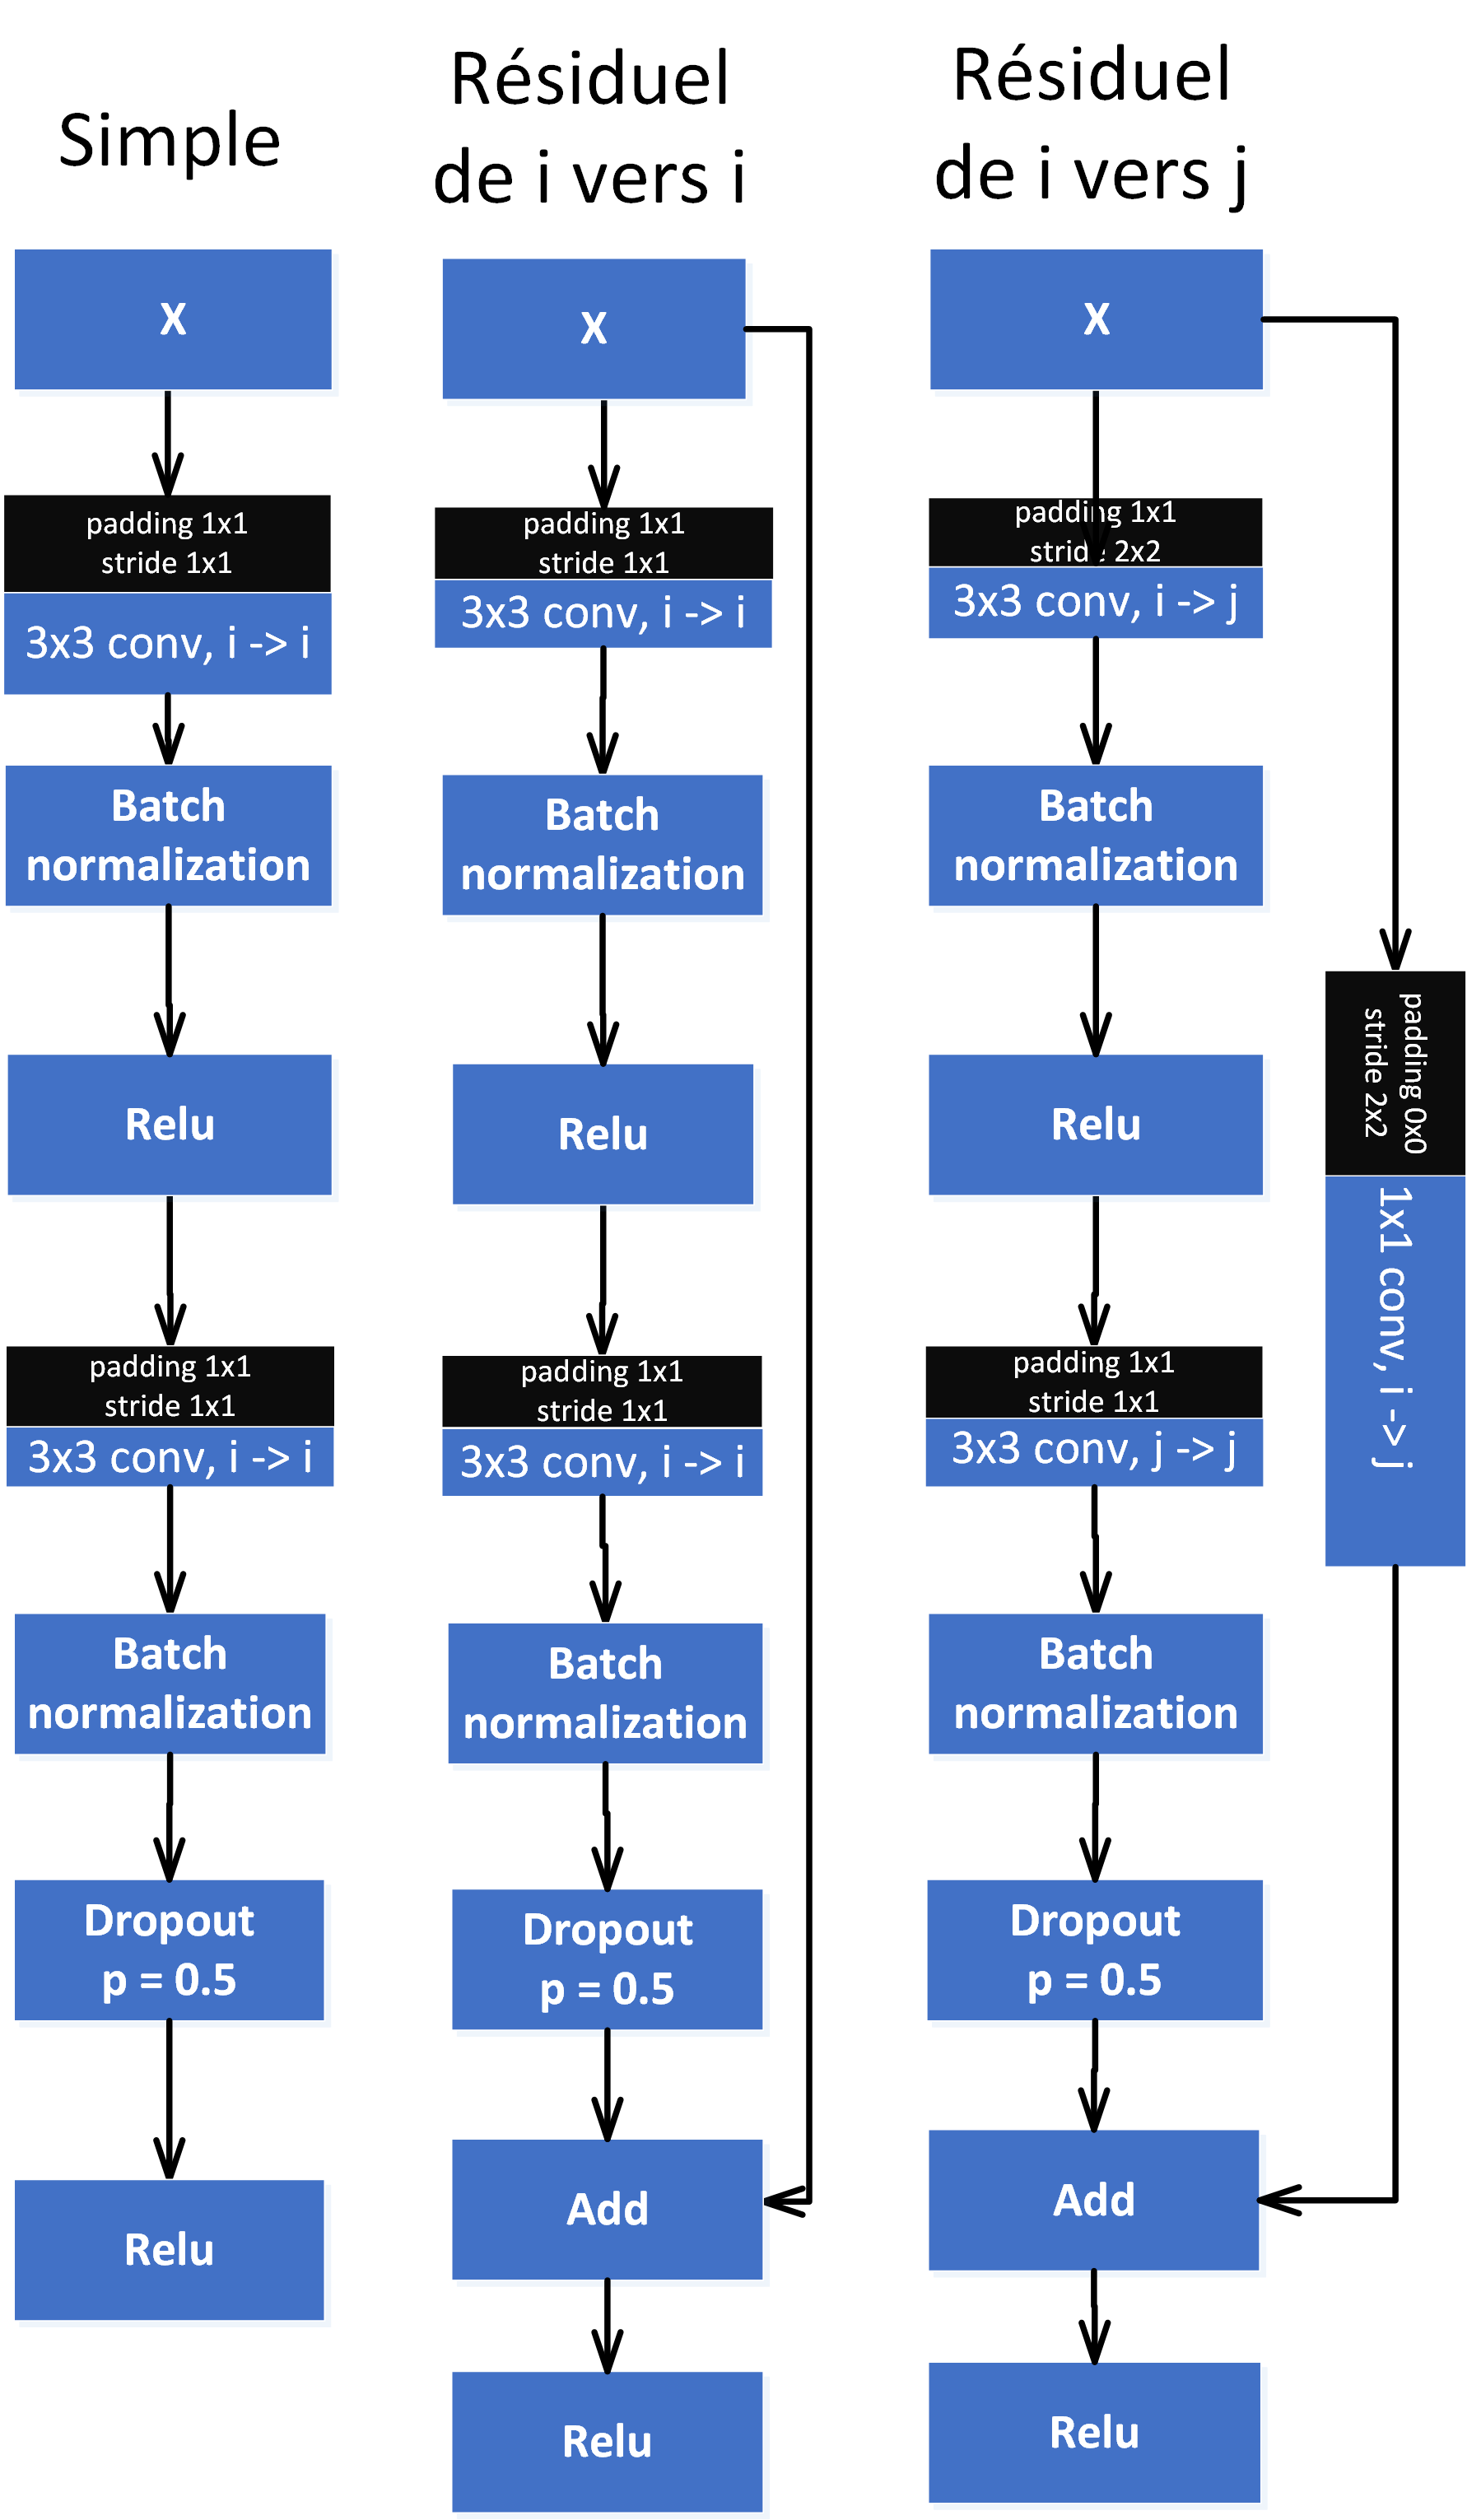 Simple
X
padding 1x1
stride 1x1
3x3 conv, i -> i
Batch
normalization
Relu
padding 1x1
stride 1x1
3x3 conv, i -> i
Batch
normalization
Dropout
p = 0.5
Relu
Résiduel
de i vers i
X
padding 1x1
stride 1x1
3x3 conv, i -> i
Batch
normalization
Relu
padding 1x1
stride 1x1
3x3 conv, i -> i
Batch
normalization
Dropout
p = 0.5
Add
Relu
Résiduel
de i vers j
X
padding 1x1
stride 2x2
3x3 conv, i -> j
Batch
normalization
Relu
padding 1x1
stride 1x1
3x3 conv, j -> j
Batch
normalization
Dropout
p = 0.5
Add
Relu
padding 0x0
stride 2x2
1x1 conv, i -> j